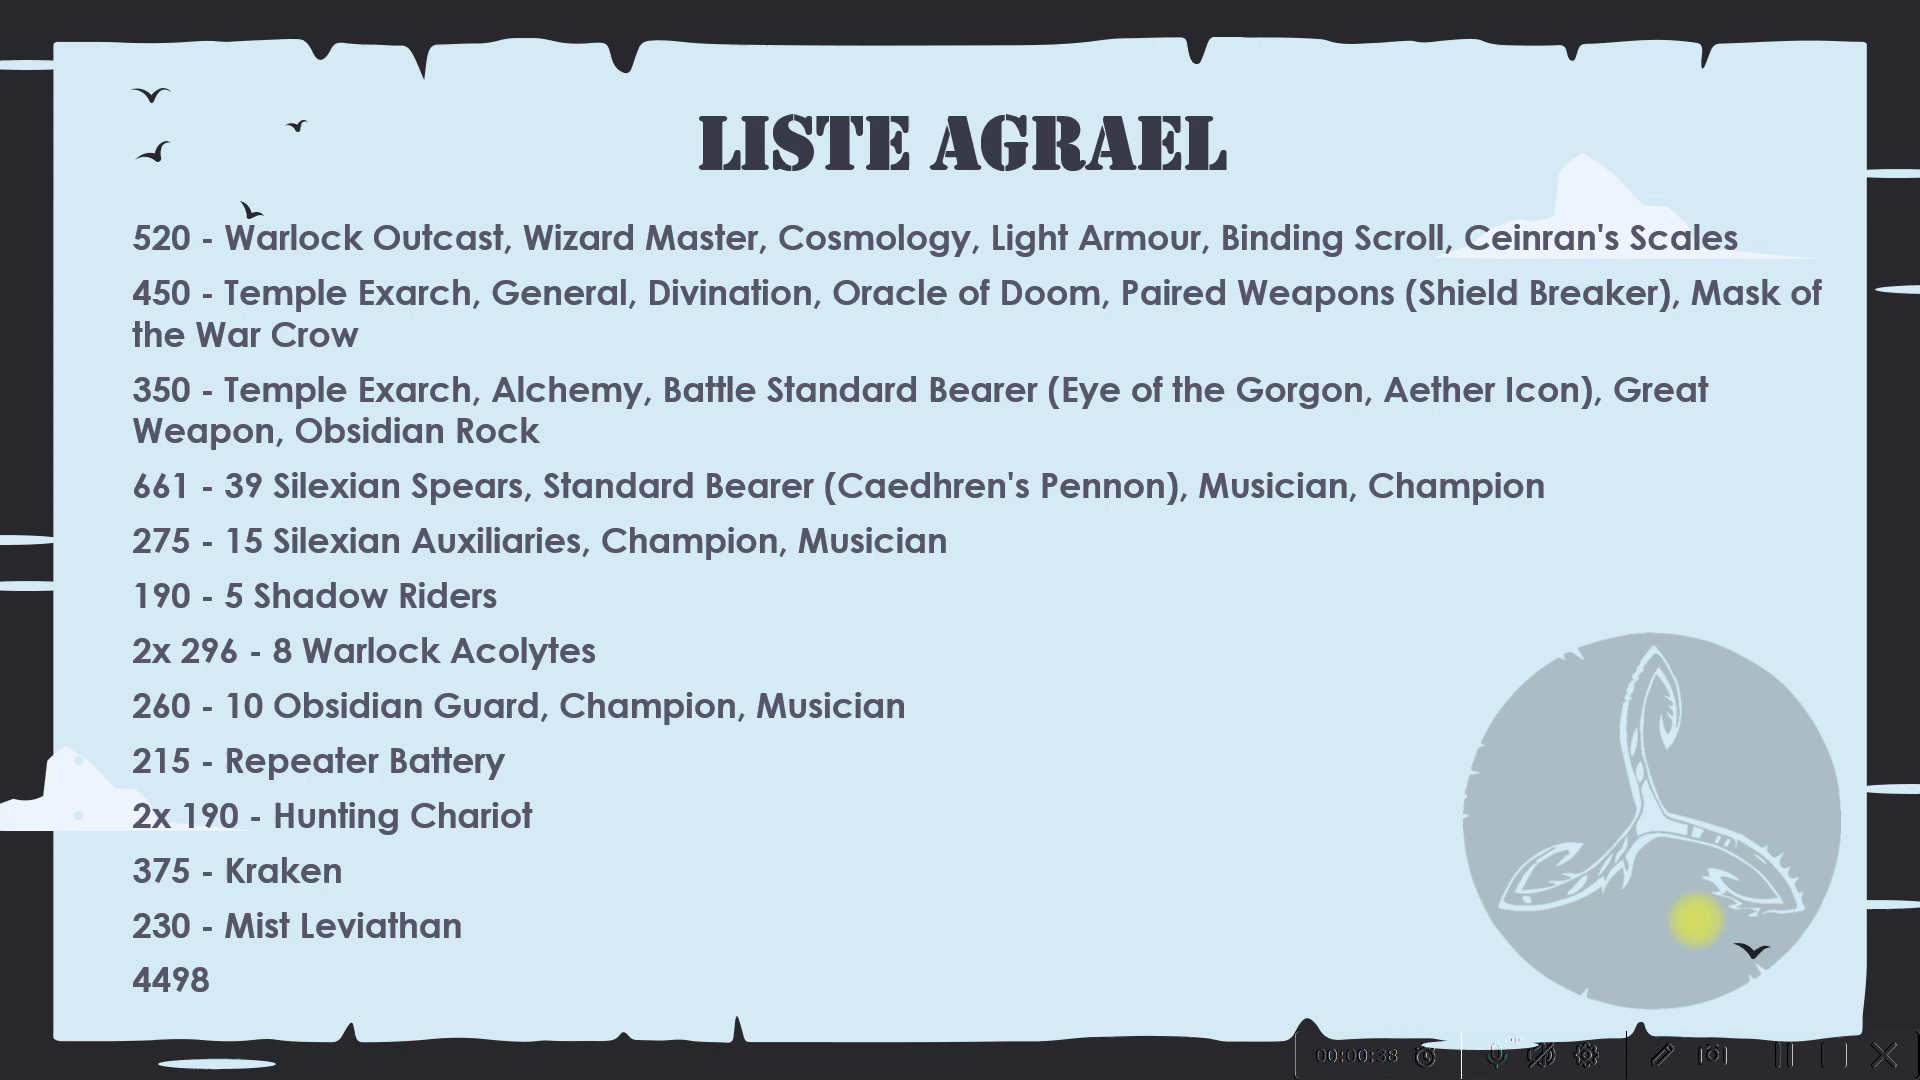 LISTE AGRAEL
520 - Warlock Outcast, Wizard Master, Cosmology, Light Armour, Binding Scroll, Ceinran's Scales
450 - Temple Exarch, General, Divination, Oracle of Doom, Paired Weapons (Shield Breaker), Mask of
the War Crow
350 - Temple Exarch, Alchemy, Battle Standard Bearer (Eye of the Gorgon, Aether Icon), Great
Weapon, Obsidian Rock
661 - 39 Silexian Spears, Standard Bearer (Caedhren's Pennon), Musician, Champion
275 - 15 Silexian Auxiliaries, Champion, Musician
190 - 5 Shadow Riders
2x 296 - 8 Warlock Acolytes
260 - 10 Obsidian Guard, Champion, Musician
215 - Repeater Battery
2x 190 - Hunting Chariot
375 - Kraken
230 - Mist Leviathan
4498
00:00:38